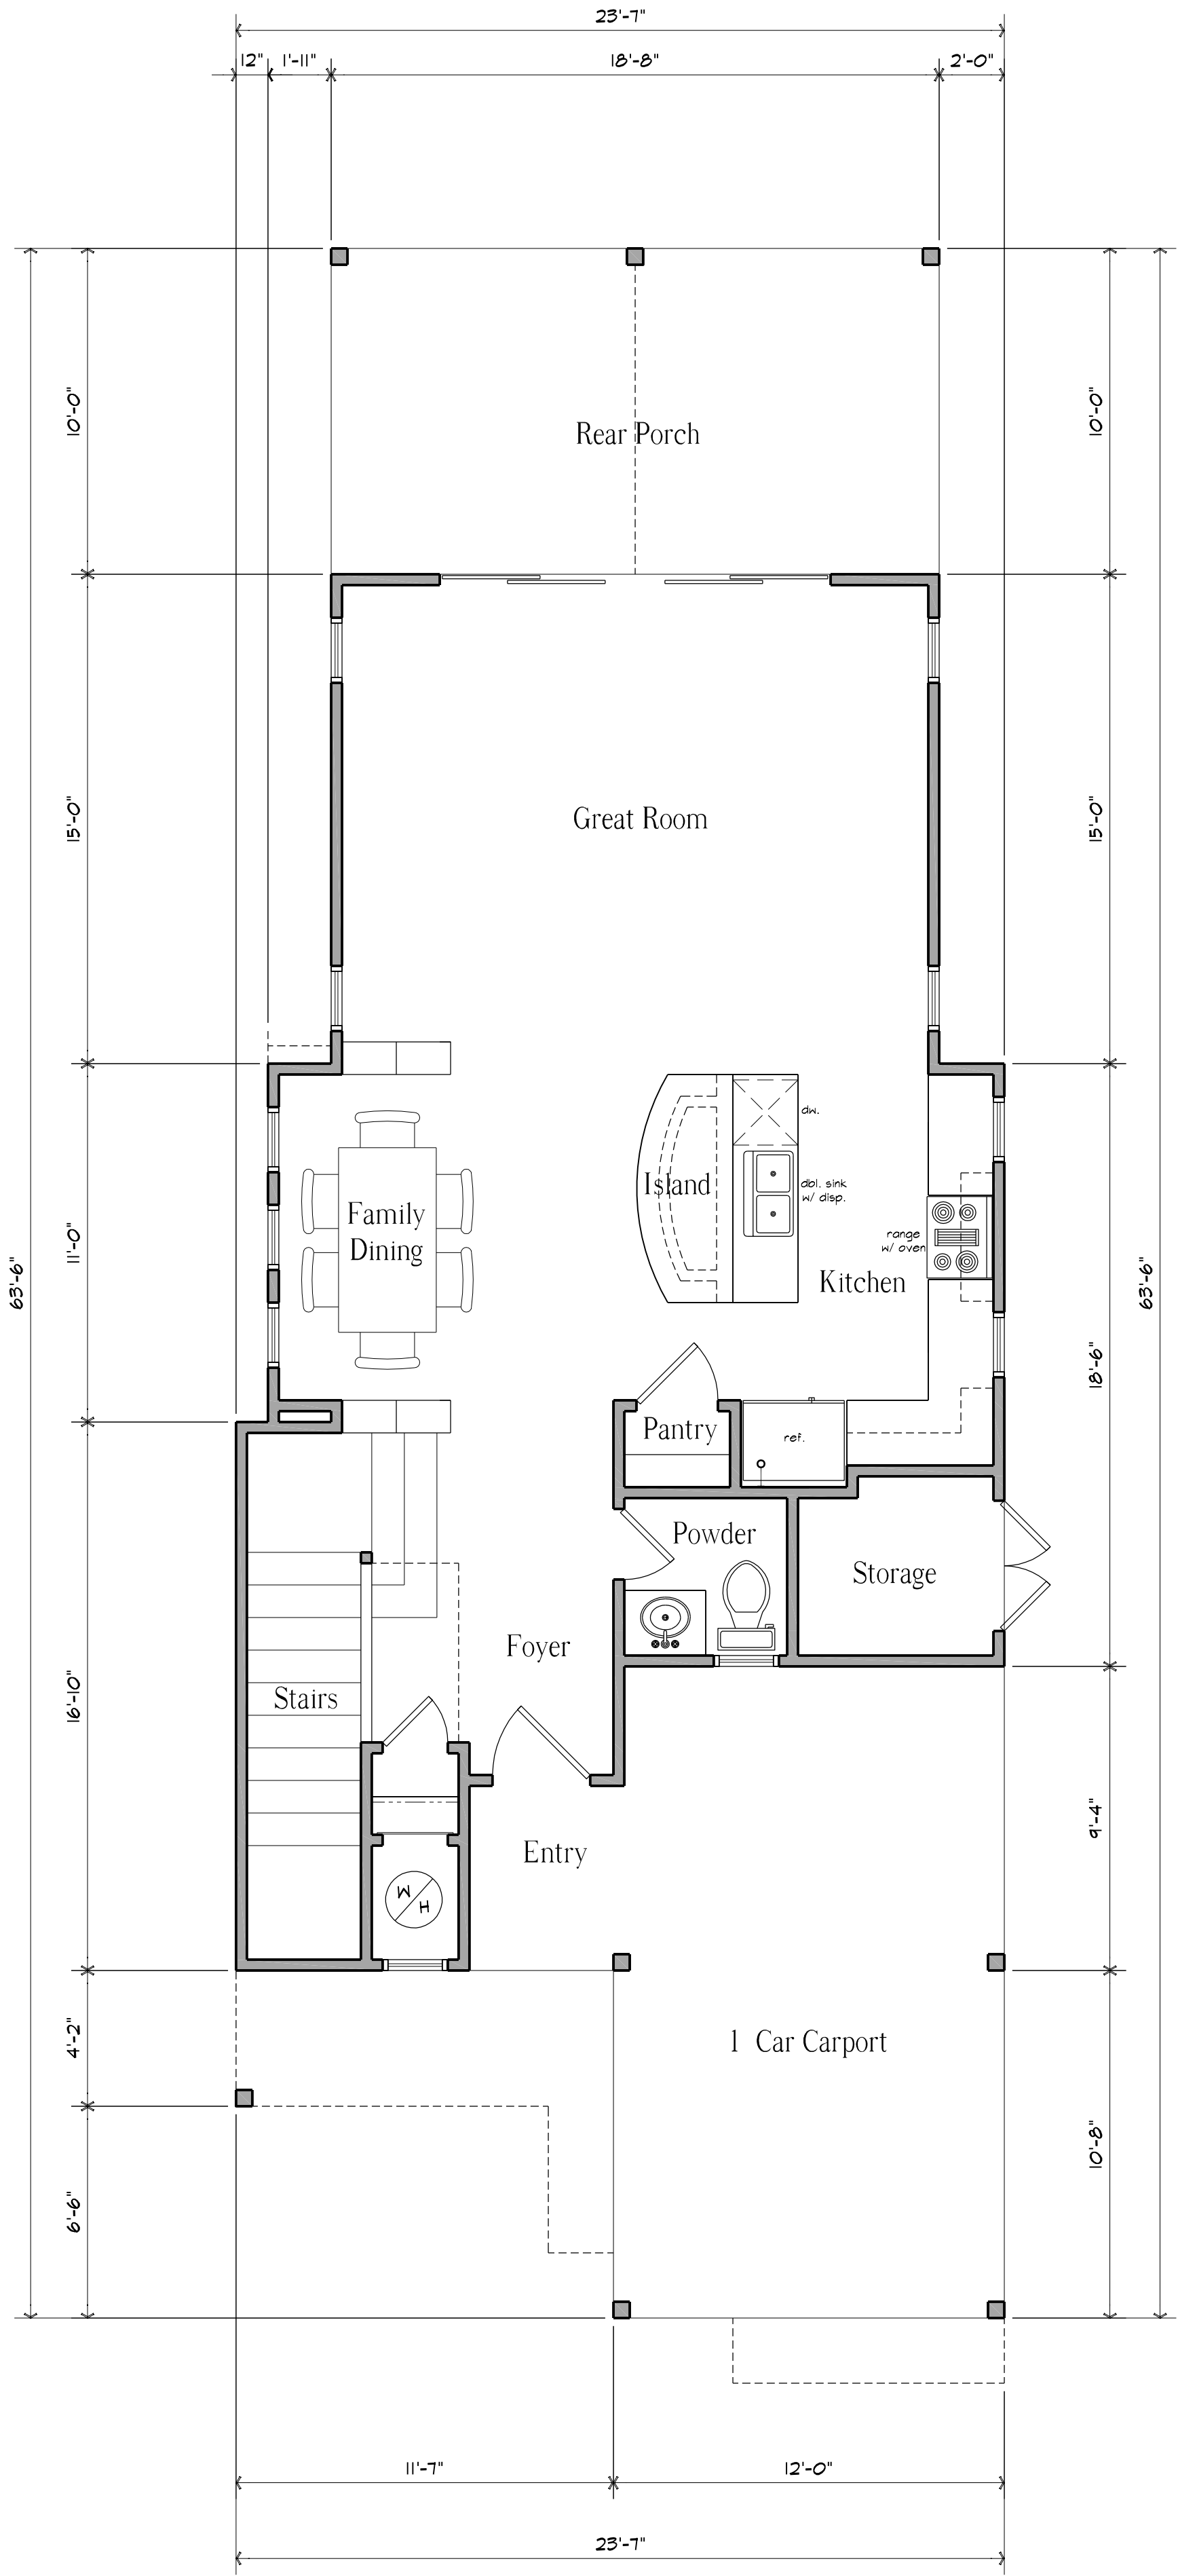 23'-7"
12" 1'-11" 18'-8" 2'-0"
10'-0"
10'-0"
Rear Porch
15'-0"
Great Room
15'-0"
dw.
Island
dbl. sink
w/ disp.
Family
Dining
11'-0"
range
w/ oven
Kitchen
63'-6"
63'-6"
18'-6"
Pantry
ref.
Powder
Storage
Foyer
Stairs
16'-10"
9'-4"
Entry
W
H
1 Car Carport
4'-2"
10'-8"
6'-6"
11'-7" 12'-0"
23'-7"